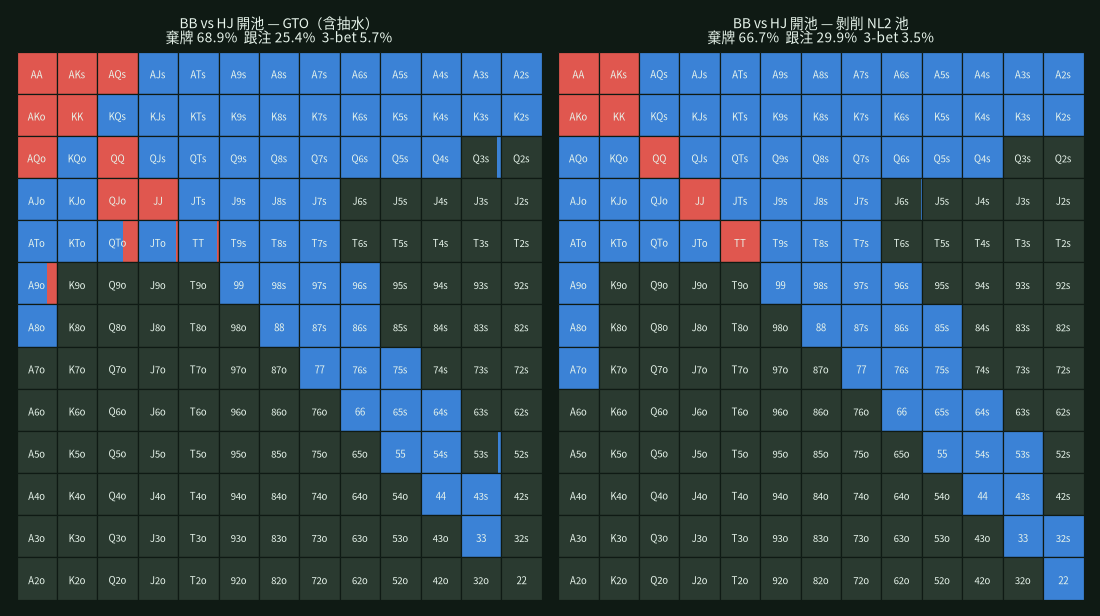 BB vs HJ 開池 — GTO（含抽水）
棄牌 68.9% 跟注 25.4% 3-bet 5.7%
AA AKs AQs AJs ATs A9s A8s A7s A6s A5s A4s A3s A2s
AKo KK KQs KJs KTs K9s K8s K7s K6s K5s K4s K3s K2s
AQo KQo QQ QJs QTs Q9s Q8s Q7s Q6s Q5s Q4s Q3s Q2s
AJo KJo QJo JJ JTs J9s J8s J7s J6s J5s J4s J3s J2s
ATo KTo QTo JTo TT T9s T8s T7s T6s T5s T4s T3s T2s
A9o K9o Q9o J9o T9o 99 98s 97s 96s 95s 94s 93s 92s
A8o K8o Q8o J8o T8o 98o 88 87s 86s 85s 84s 83s 82s
A7o K7o Q7o J7o T7o 97o 87o 77 76s 75s 74s 73s 72s
A6o K6o Q6o J6o T6o 96o 86o 76o 66 65s 64s 63s 62s
A5o K5o Q5o J5o T5o 95o 85o 75o 65o 55 54s 53s 52s
A4o K4o Q4o J4o T4o 94o 84o 74o 64o 54o 44 43s 42s
A3o K3o Q3o J3o T3o 93o 83o 73o 63o 53o 43o 33 32s
A2o K2o Q2o J2o T2o 92o 82o 72o 62o 52o 42o 32o 22
BB vs HJ 開池 — 剝削 NL2 池
棄牌 66.7% 跟注 29.9% 3-bet 3.5%
AA AKs AQs AJs ATs A9s A8s A7s A6s A5s A4s A3s A2s
AKo KK KQs KJs KTs K9s K8s K7s K6s K5s K4s K3s K2s
AQo KQo QQ QJs QTs Q9s Q8s Q7s Q6s Q5s Q4s Q3s Q2s
AJo KJo QJo JJ JTs J9s J8s J7s J6s J5s J4s J3s J2s
ATo KTo QTo JTo TT T9s T8s T7s T6s T5s T4s T3s T2s
A9o K9o Q9o J9o T9o 99 98s 97s 96s 95s 94s 93s 92s
A8o K8o Q8o J8o T8o 98o 88 87s 86s 85s 84s 83s 82s
A7o K7o Q7o J7o T7o 97o 87o 77 76s 75s 74s 73s 72s
A6o K6o Q6o J6o T6o 96o 86o 76o 66 65s 64s 63s 62s
A5o K5o Q5o J5o T5o 95o 85o 75o 65o 55 54s 53s 52s
A4o K4o Q4o J4o T4o 94o 84o 74o 64o 54o 44 43s 42s
A3o K3o Q3o J3o T3o 93o 83o 73o 63o 53o 43o 33 32s
A2o K2o Q2o J2o T2o 92o 82o 72o 62o 52o 42o 32o 22